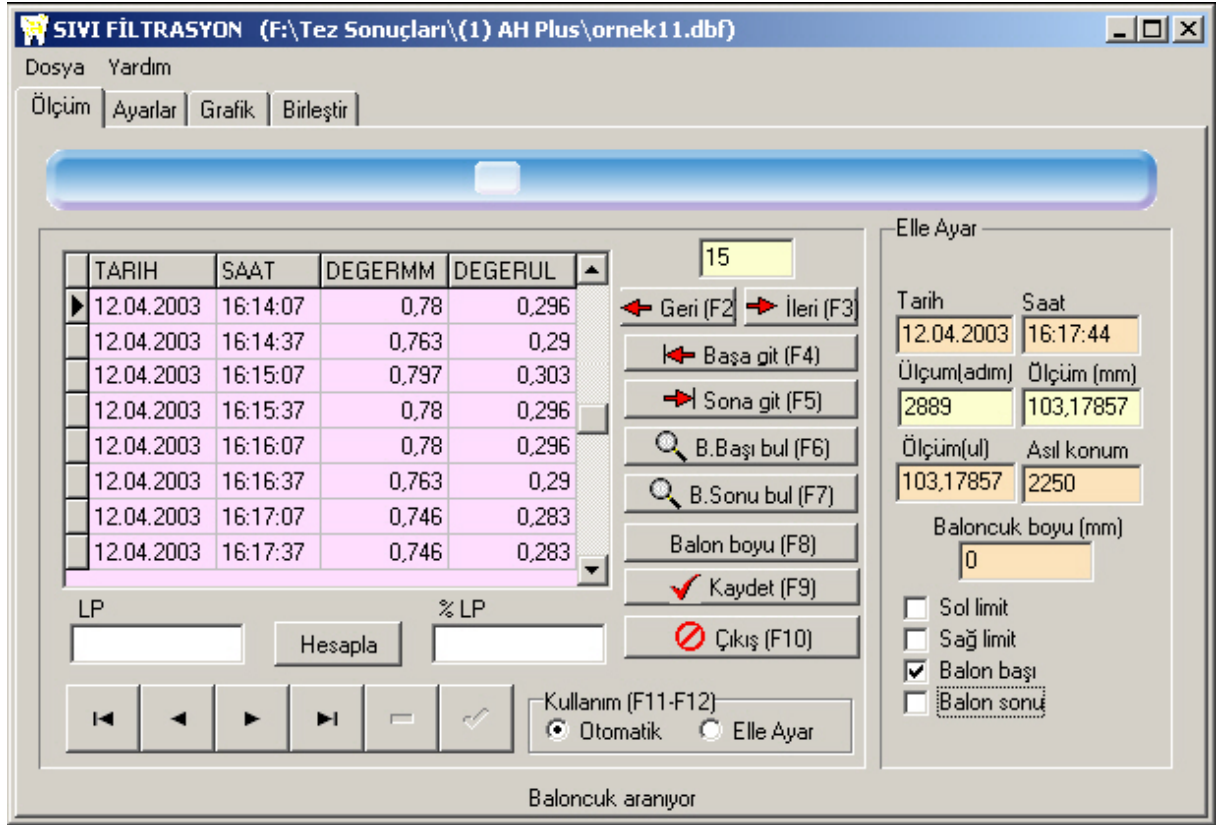 SIVI FİLTRASYON (F:\Tez Sonuçları\(1) AH Plus\ornek11.dbf)
Dosya Yardım
Ölçüm Ayarlar Grafik Birleştir
TARIH SAAT DEGERMM DEGERUL
12.04.2003 16:14:07 0,78 0,296
12.04.2003 16:14:37 0,763 0,29
12.04.2003 16:15:07 0,797 0,303
12.04.2003 16:15:37 0,78 0,296
12.04.2003 16:16:07 0,78 0,296
12.04.2003 16:16:37 0,763 0,29
12.04.2003 16:17:07 0,746 0,283
12.04.2003 16:17:37 0,746 0,283
LP
% LP
Hesapla
15
Geri (F2 İleri (F3)
Başa git (F4)
Sona git (F5)
B.Başı bul (F6)
B.Sonu bul (F7)
Balon boyu (F8)
Kaydet (F9)
Çıkış (F10)
Kullanım (F11-F12)
Otomatik Elle Ayar
Elle Ayar
Tarih Saat
12.04.2003 16:17:44
Ülçum(adım) Ölçüm (mm)
2889 103,17857
Ölçüm(ul) Asıl konum
103,17857 2250
Baloncuk boyu (mm)
0
Sol limit
Sağ limit
Balon başı
Balon sonu
Baloncuk aranıyor